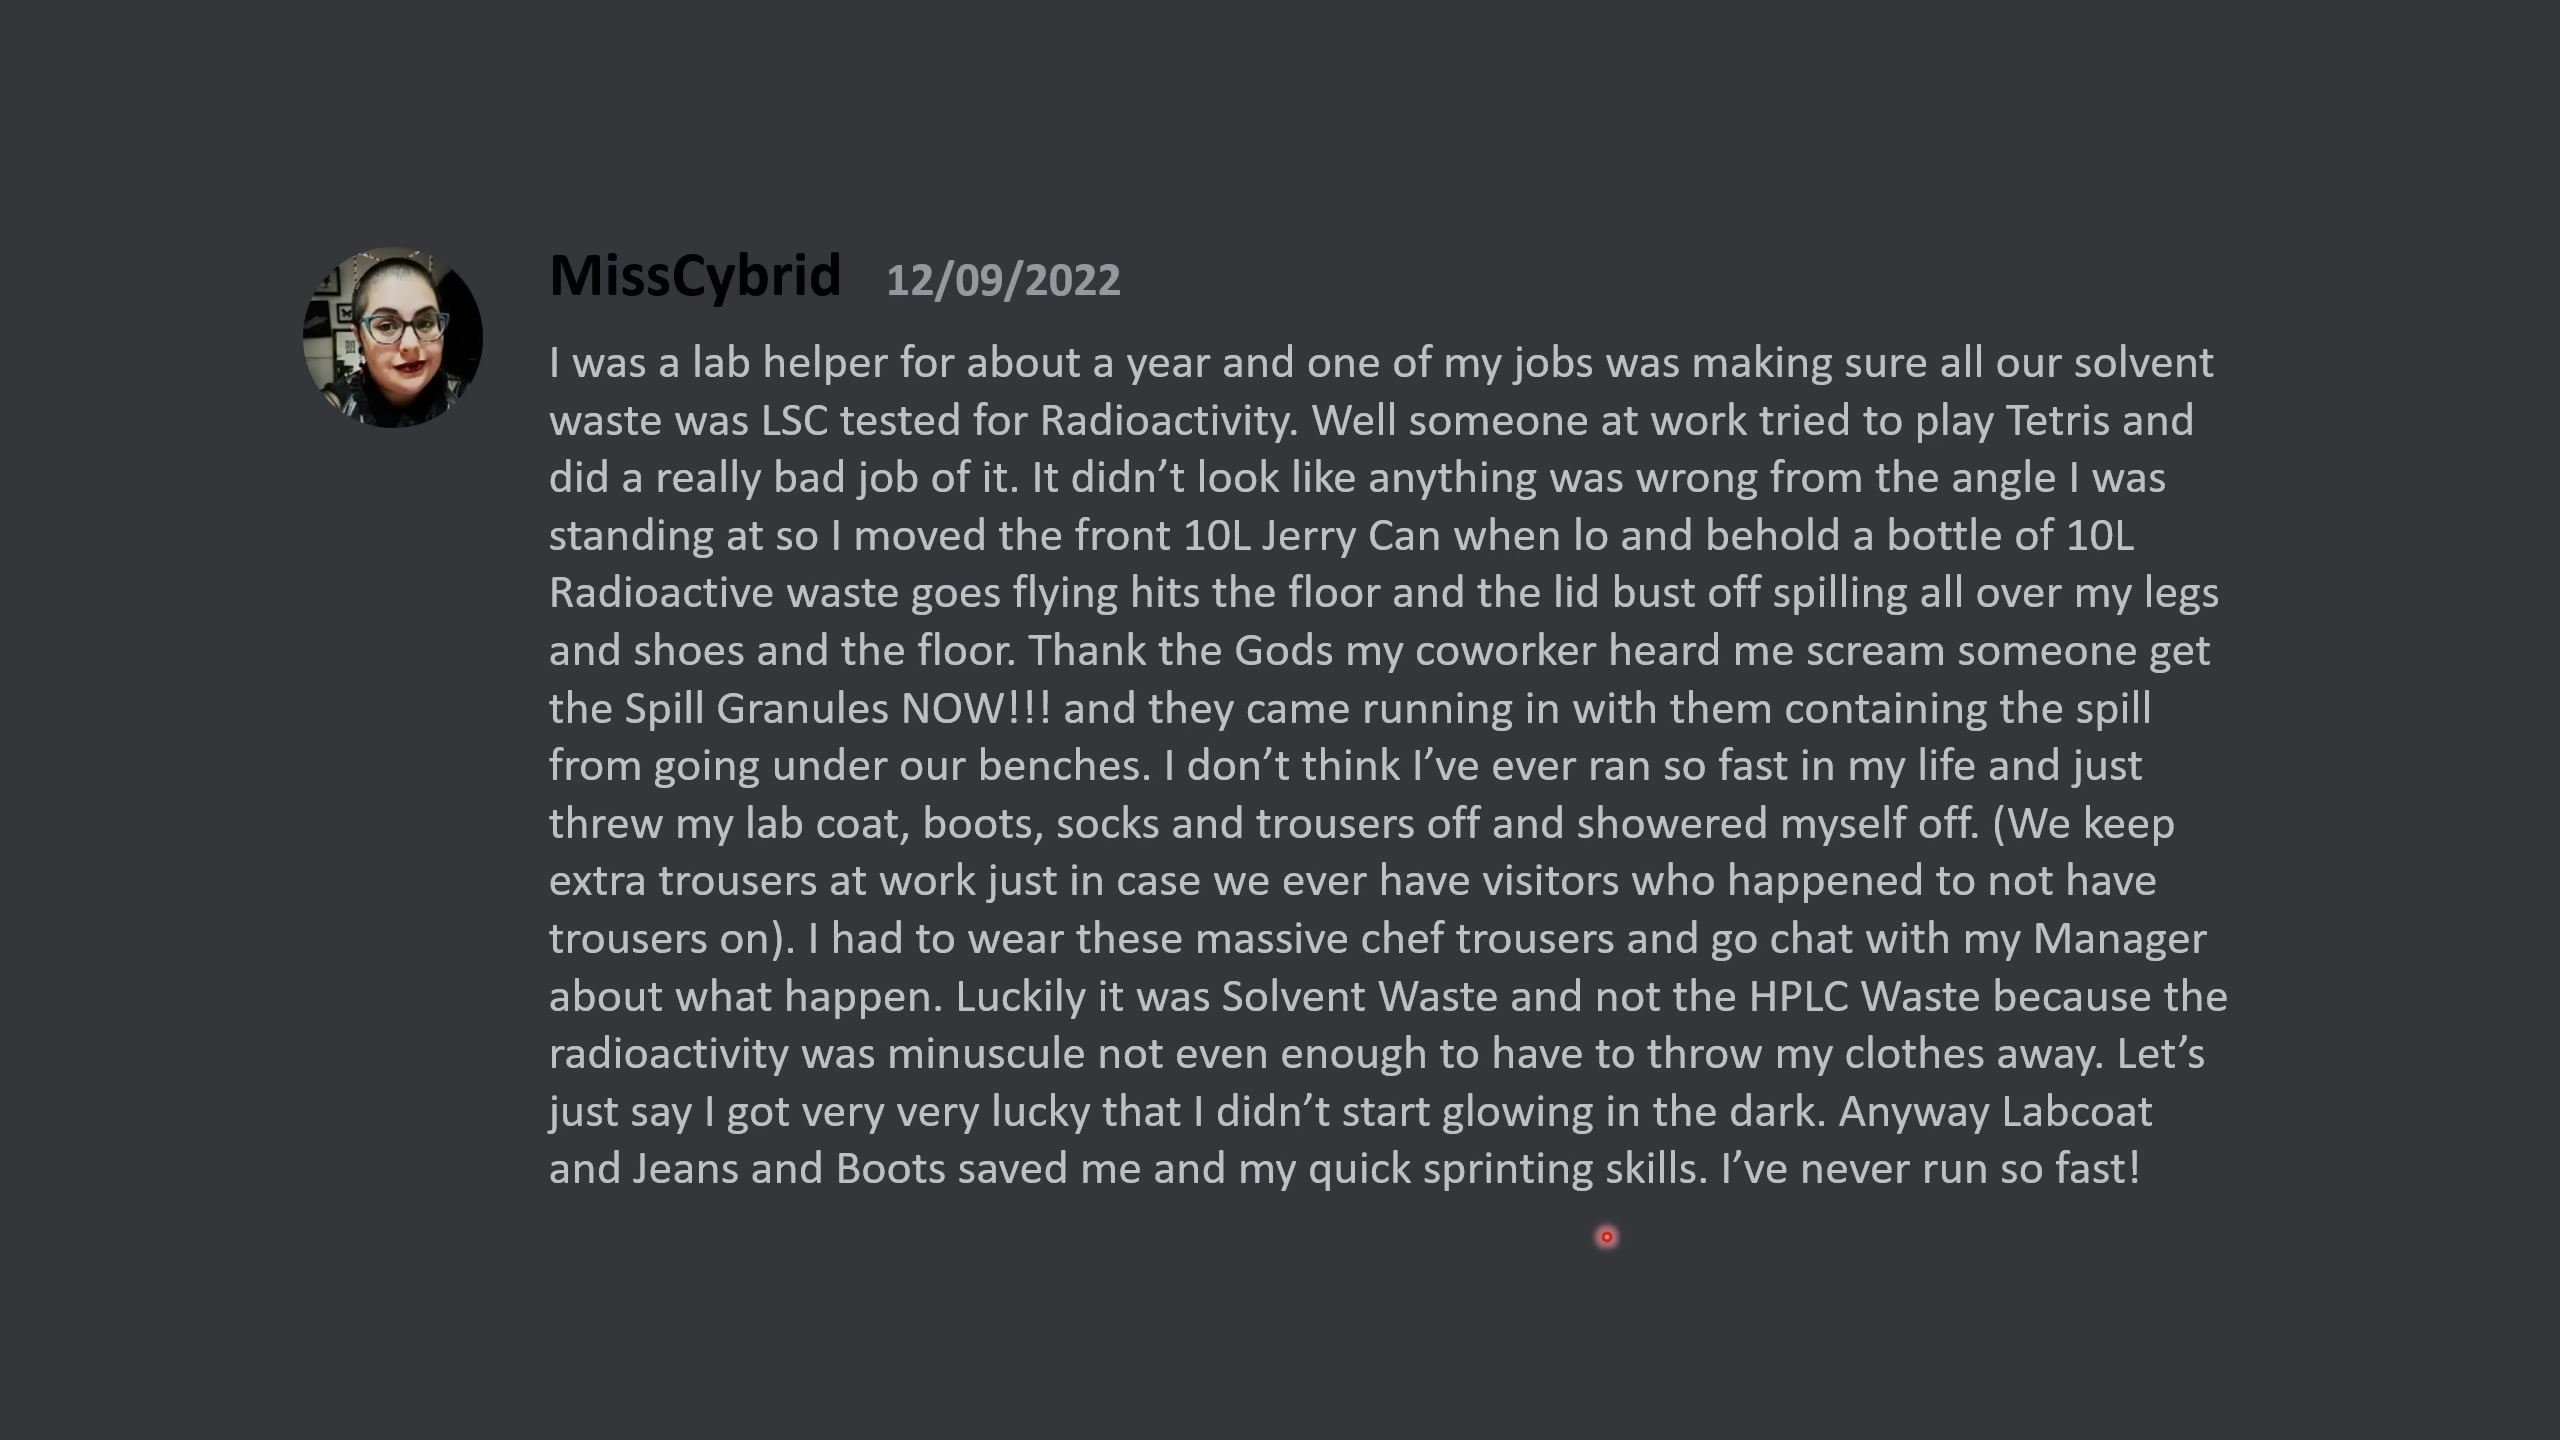 MissCybrid 12/09/2022
I was a lab helper for about a year and one of my jobs was making sure all our solvent
waste was LSC tested for Radioactivity. Well someone at work tried to play Tetris and
did a really bad job of it. It didn’t look like anything was wrong from the angle I was
standing at so I moved the front 10L Jerry Can when lo and behold a bottle of 10L
Radioactive waste goes flying hits the floor and the lid bust off spilling all over my legs
and shoes and the floor. Thank the Gods my coworker heard me scream someone get
the Spill Granules NOW!!! and they came running in with them containing the spill
from going under our benches. I don’t think I’ve ever ran so fast in my life and just
threw my lab coat, boots, socks and trousers off and showered myself off. (We keep
extra trousers at work just in case we ever have visitors who happened to not have
trousers on). I had to wear these massive chef trousers and go chat with my Manager
about what happen. Luckily it was Solvent Waste and not the HPLC Waste because the
radioactivity was minuscule not even enough to have to throw my clothes away. Let’s
just say I got very very lucky that I didn’t start glowing in the dark. Anyway Labcoat
and Jeans and Boots saved me and my quick sprinting skills. I’ve never run so fast!